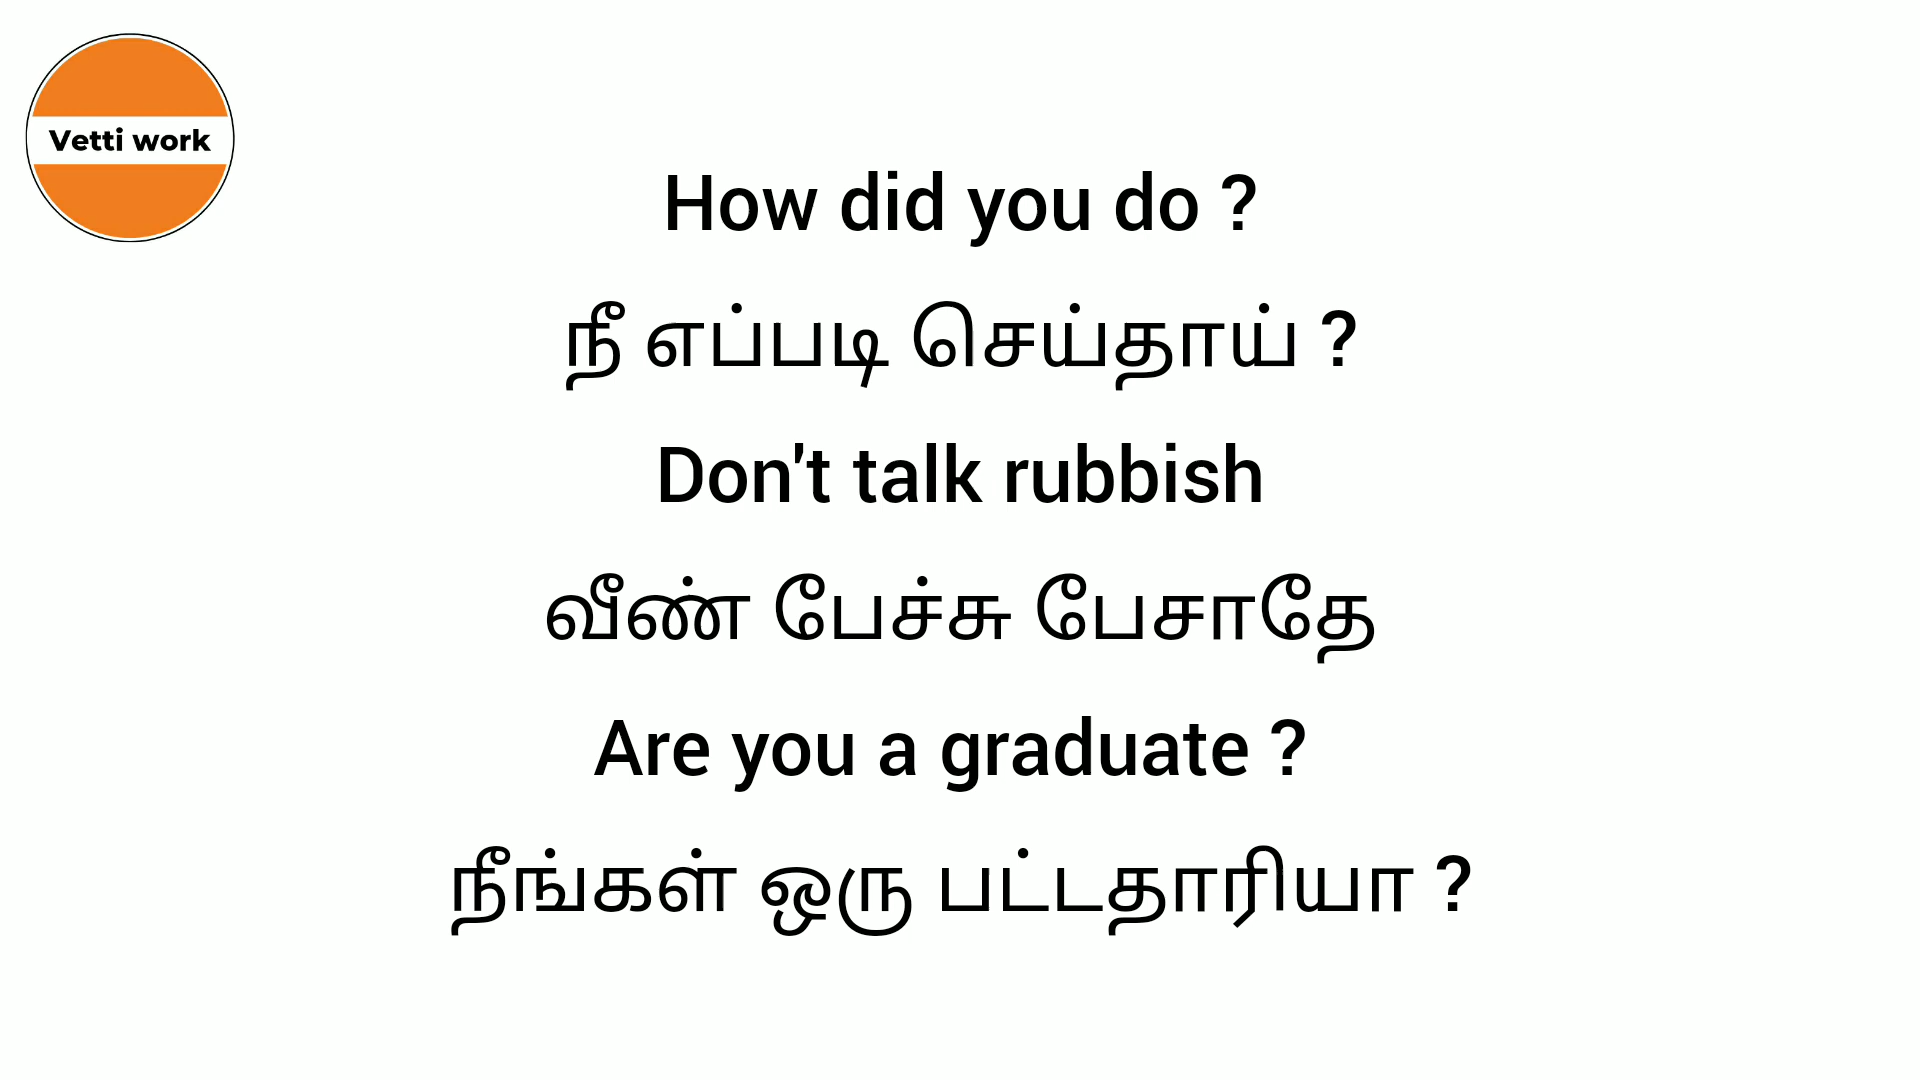 Vetti work
How did you do ?
நீ எப்படி செய்தாய் ?
Don't talk rubbish
வீண் பேச்சு பேசாதே
Are you a graduate ?
நீங்கள் ஒரு பட்டதாரியா ?